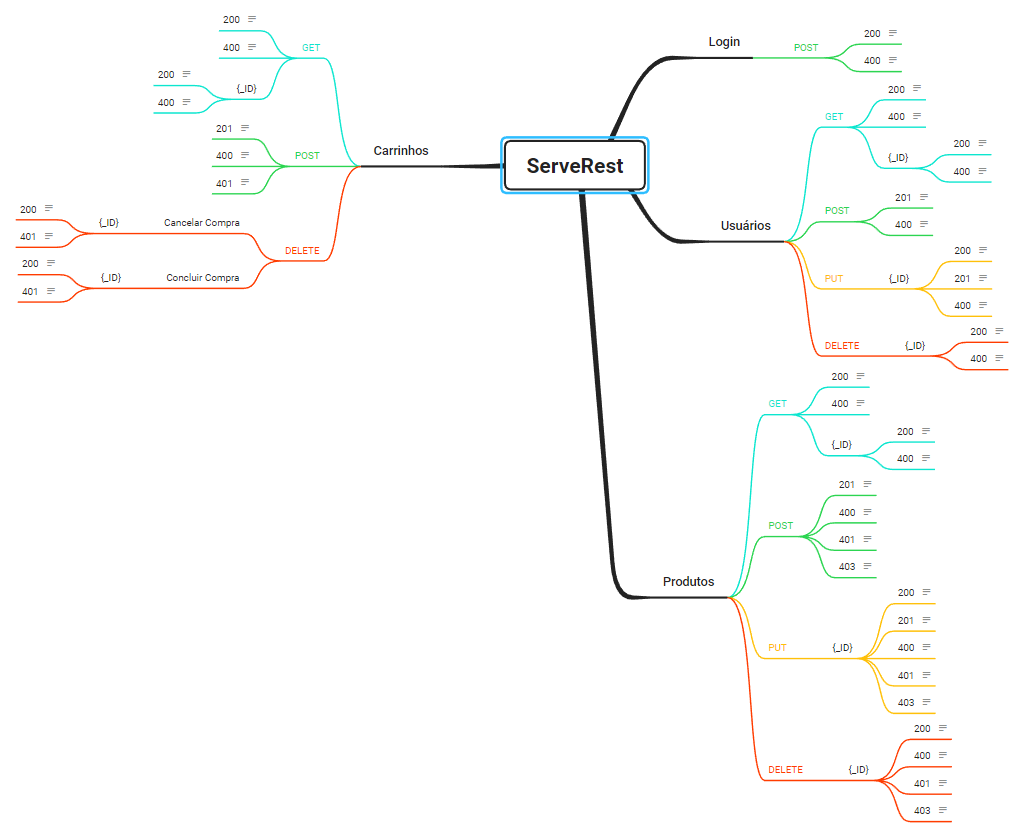 ServeRest
Login
POST
200
400
Usuários
GET
200
400
{_ID}
200
400
POST
201
400
PUT
{_ID}
200
201
400
DELETE
{_ID}
200
400
Produtos
GET
200
400
{_ID}
200
400
POST
201
400
401
403
PUT
{_ID}
200
201
400
401
403
DELETE
{_ID}
200
400
401
403
Carrinhos
GET
200
400
{_ID}
200
400
POST
201
400
401
DELETE
Cancelar Compra
{_ID}
200
401
Concluir Compra
{_ID}
200
401